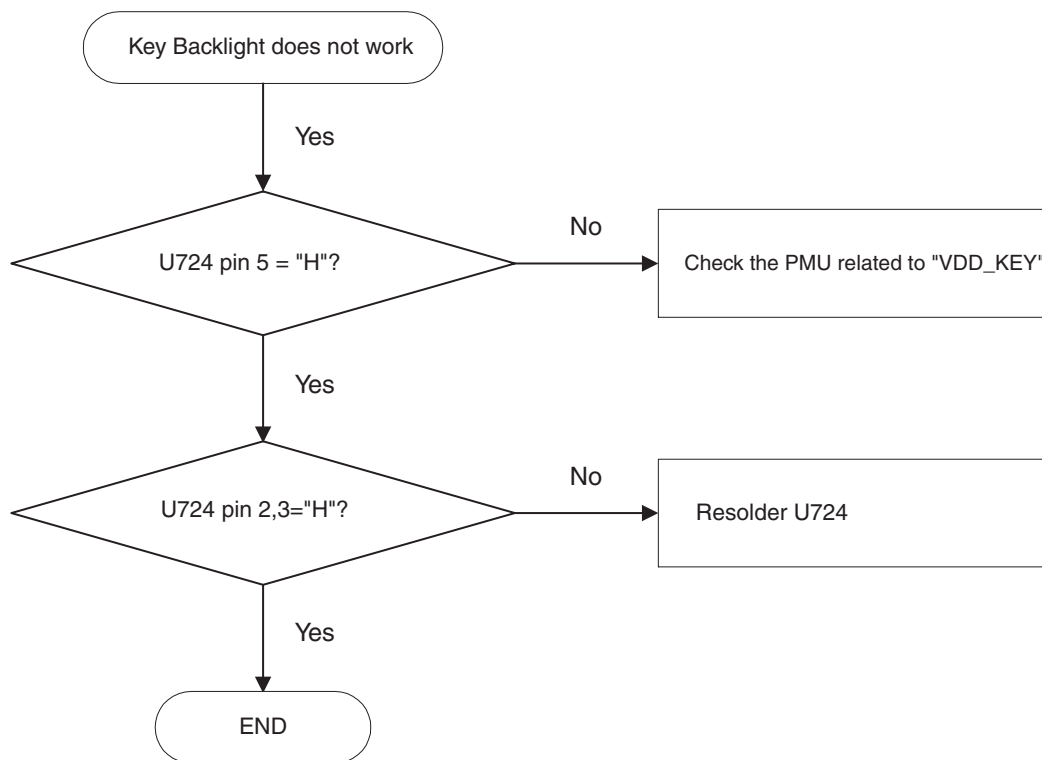 Key Backlight does not work
Yes
U724 pin 5 = "H"?
No
Check the PMU related to "VDD_KEY"
Yes
U724 pin 2,3="H"?
No
Resolder U724
Yes
END